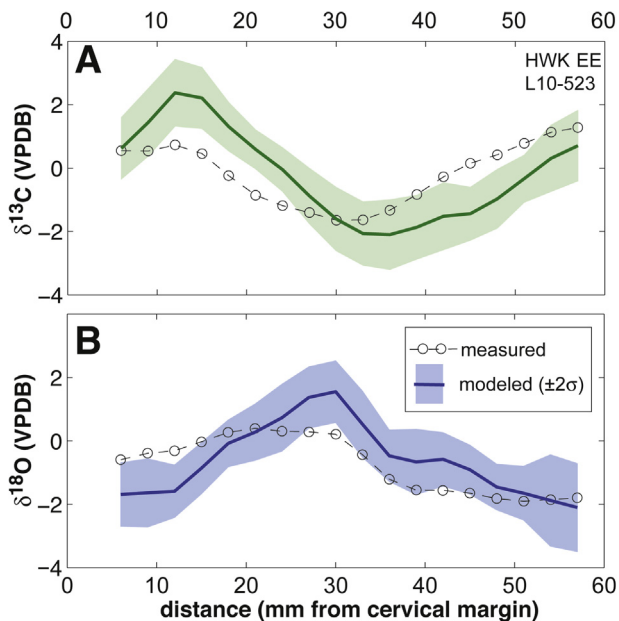 0 10 20 30 40 50 60
A
HWK EE
L10-523
4
2
0
−2
−4
δ13C (VPDB)
B
measured
modeled (±2σ)
2
0
−2
−4
δ18O (VPDB)
0 10 20 30 40 50 60
distance (mm from cervical margin)